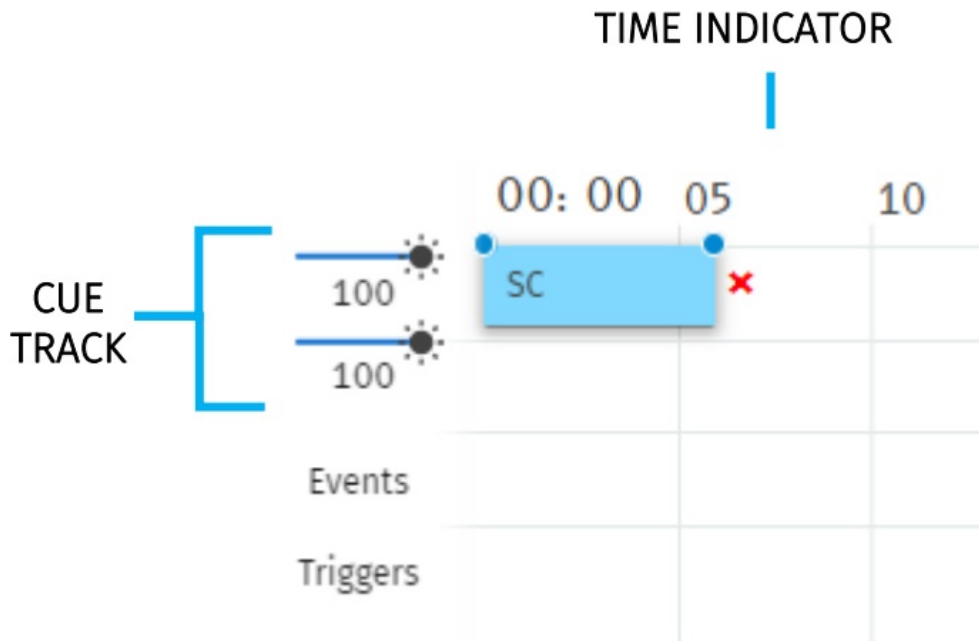 TIME INDICATOR
00: 00 05 10
SC
100
CUE
TRACK
100
Events
Triggers